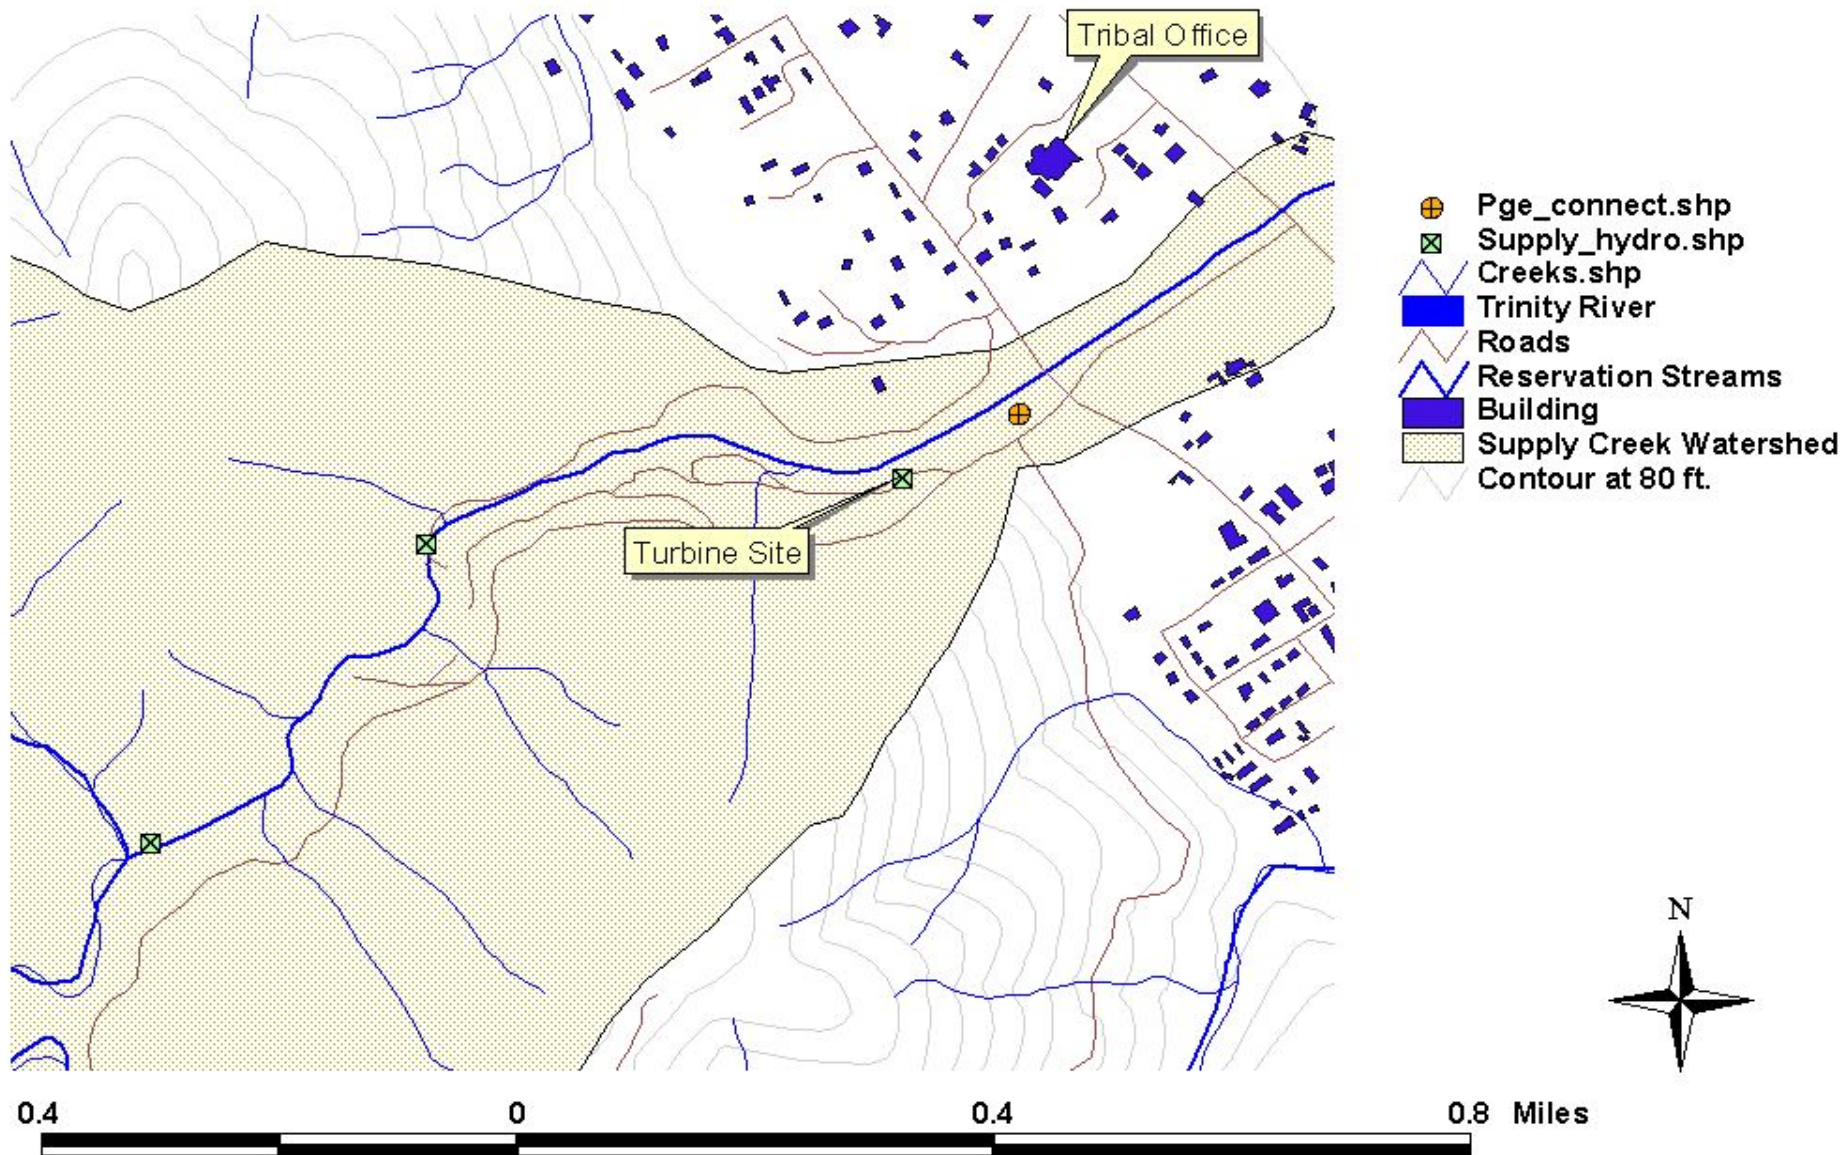 Tribal Office
Turbine Site
Pge_connect.shp
Supply_hydro.shp
Creeks.shp
Trinity River
Roads
Reservation Streams
Building
Supply Creek Watershed
Contour at 80 ft.
N
0.4 0 0.4 0.8 Miles